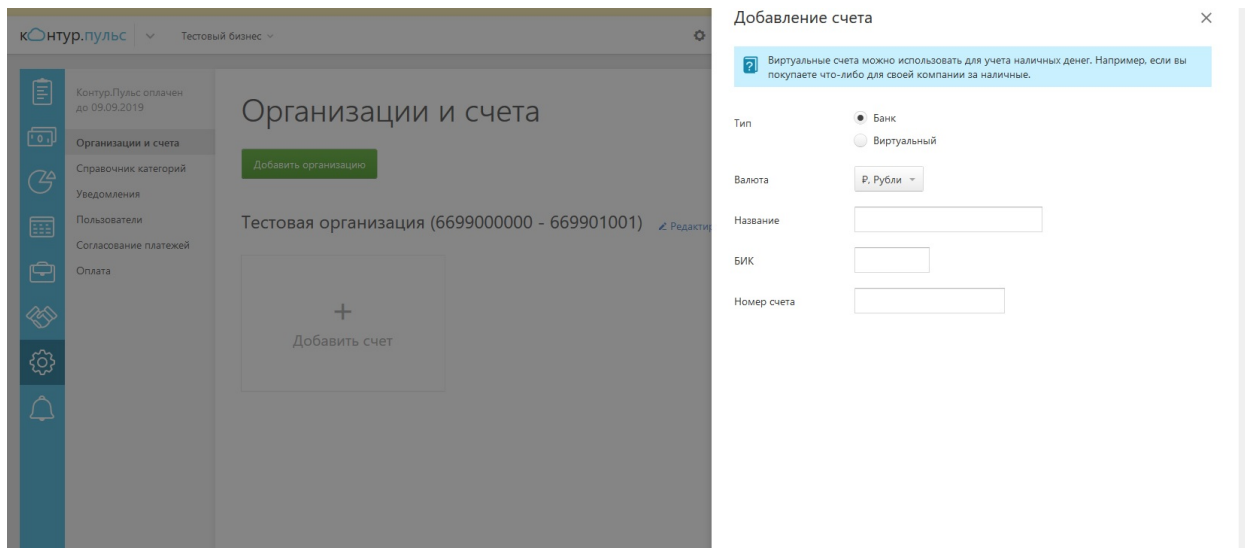 контур.пульс
Тестовый бизнес
Контур.Пульс оплачен
до 09.09.2019
Организации и счета
Справочник категорий
Уведомления
Пользователи
Согласование платежей
Оплата
Организации и счета
Добавить организацию
Тестовая организация (6699000000 - 669901001)
Редактир
+
Добавить счет
Добавление счета
Виртуальные счета можно использовать для учета наличных денег. Например, если вы
покупаете что-либо для своей компании за наличные.
Тип
Банк
Виртуальный
Валюта
₽, Рубли
Название
БИК
Номер счета